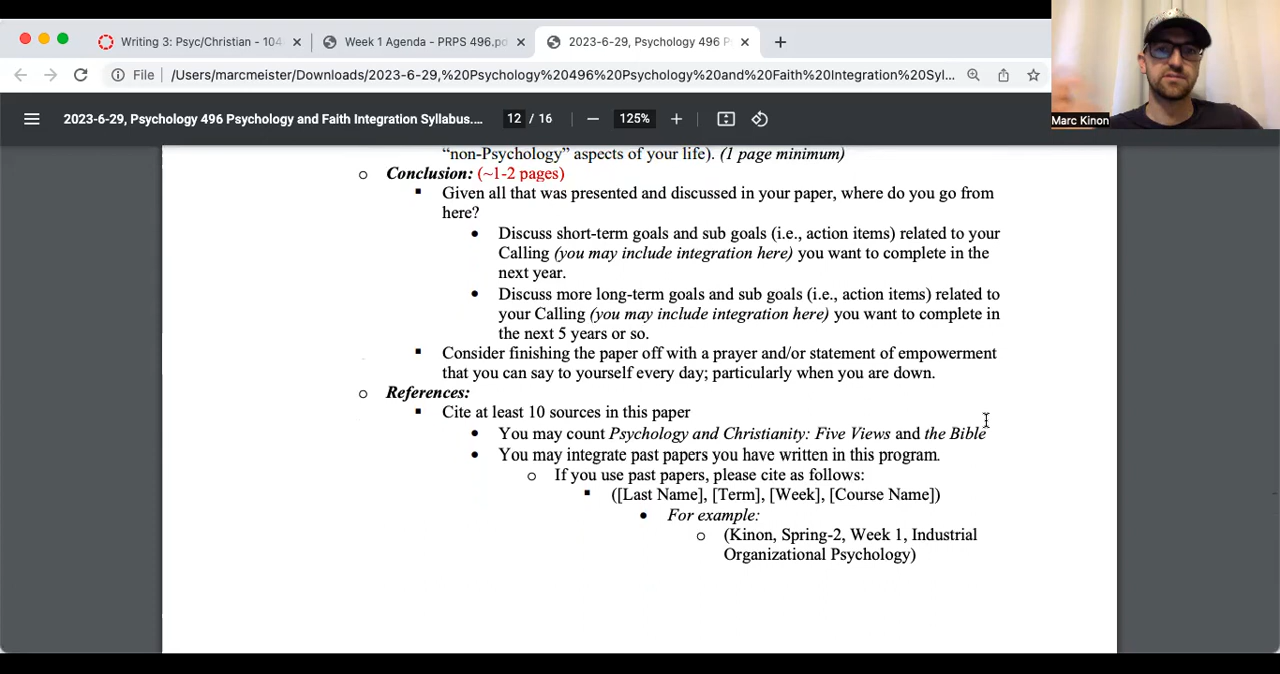 Writing 3: Psyc/Christian - 104
Week 1 Agenda - PRPS 496.po
2023-6-29, Psychology 496 P
File
/Users/marcmeister/Downloads/2023-6-29,%20Psychology%20496%20Psychology%20and%20Faith%20Integration%20Syl...
2023-6-29, Psychology 496 Psychology and Faith Integration Syllabus....
12 / 16
125%
Marc Kinon
“non-Psychology” aspects of your life). (1 page minimum)
Conclusion: (~1-2 pages)
Given all that was presented and discussed in your paper, where do you go from
here?
Discuss short-term goals and sub goals (i.e., action items) related to your
Calling (you may include integration here) you want to complete in the
next year.
Discuss more long-term goals and sub goals (i.e., action items) related to
your Calling (you may include integration here) you want to complete in
the next 5 years or so.
Consider finishing the paper off with a prayer and/or statement of empowerment
that you can say to yourself every day; particularly when you are down.
References:
Cite at least 10 sources in this paper
You may count Psychology and Christianity: Five Views and the Bible
You may integrate past papers you have written in this program.
If you use past papers, please cite as follows:
([Last Name], [Term], [Week], [Course Name])
For example:
(Kinon, Spring-2, Week 1, Industrial
Organizational Psychology)